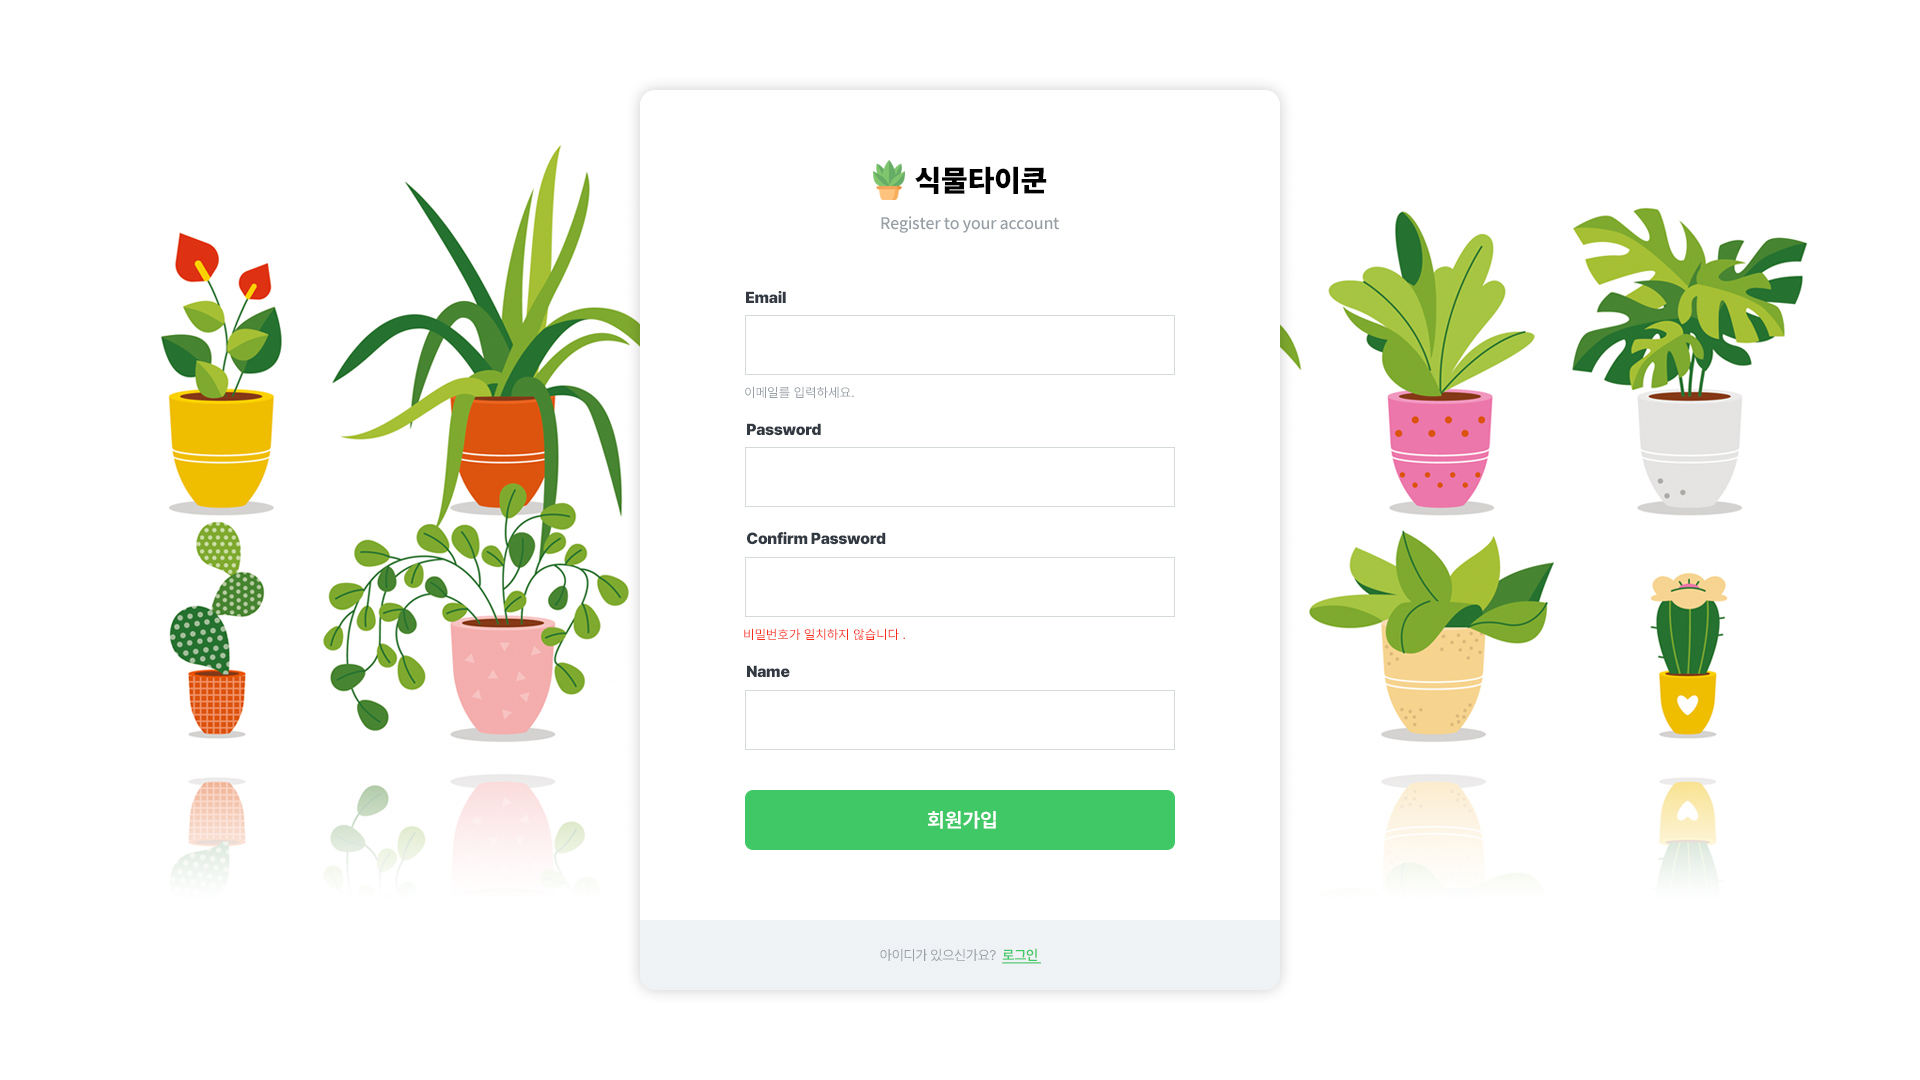 식물타이쿤
Register to your account
Email
이메일를 입력하세요.
Password
Confirm Password
비밀번호가 일치하지 않습니다 .
Name
회원가입
아이디가 있으신가요? 로그인